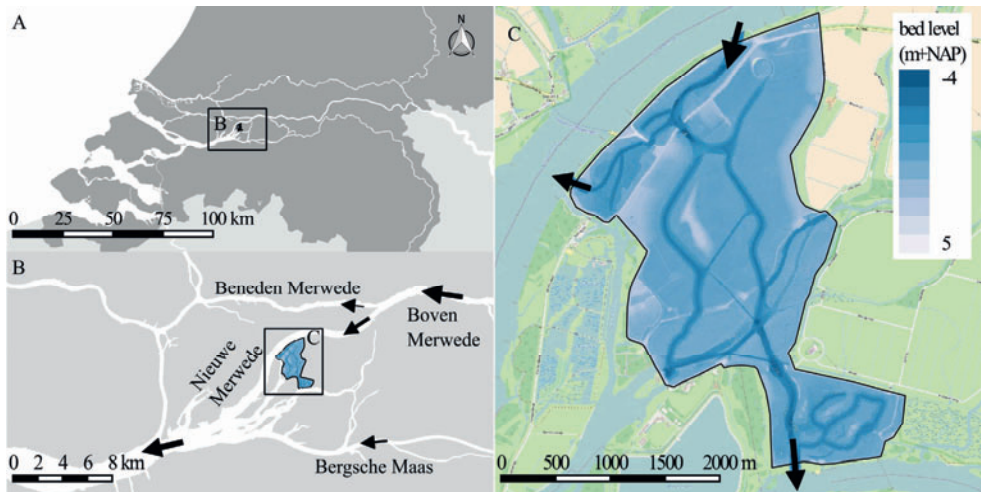 A
N
B
0 25 50 75 100 km
B
Beneden Merwede
Boven
Merwede
C
Nieuwe
Merwede
Bergsche Maas
0 2 4 6 8 km
C
bed level
(m+NAP)
-4
5
0 500 1000 2000 m